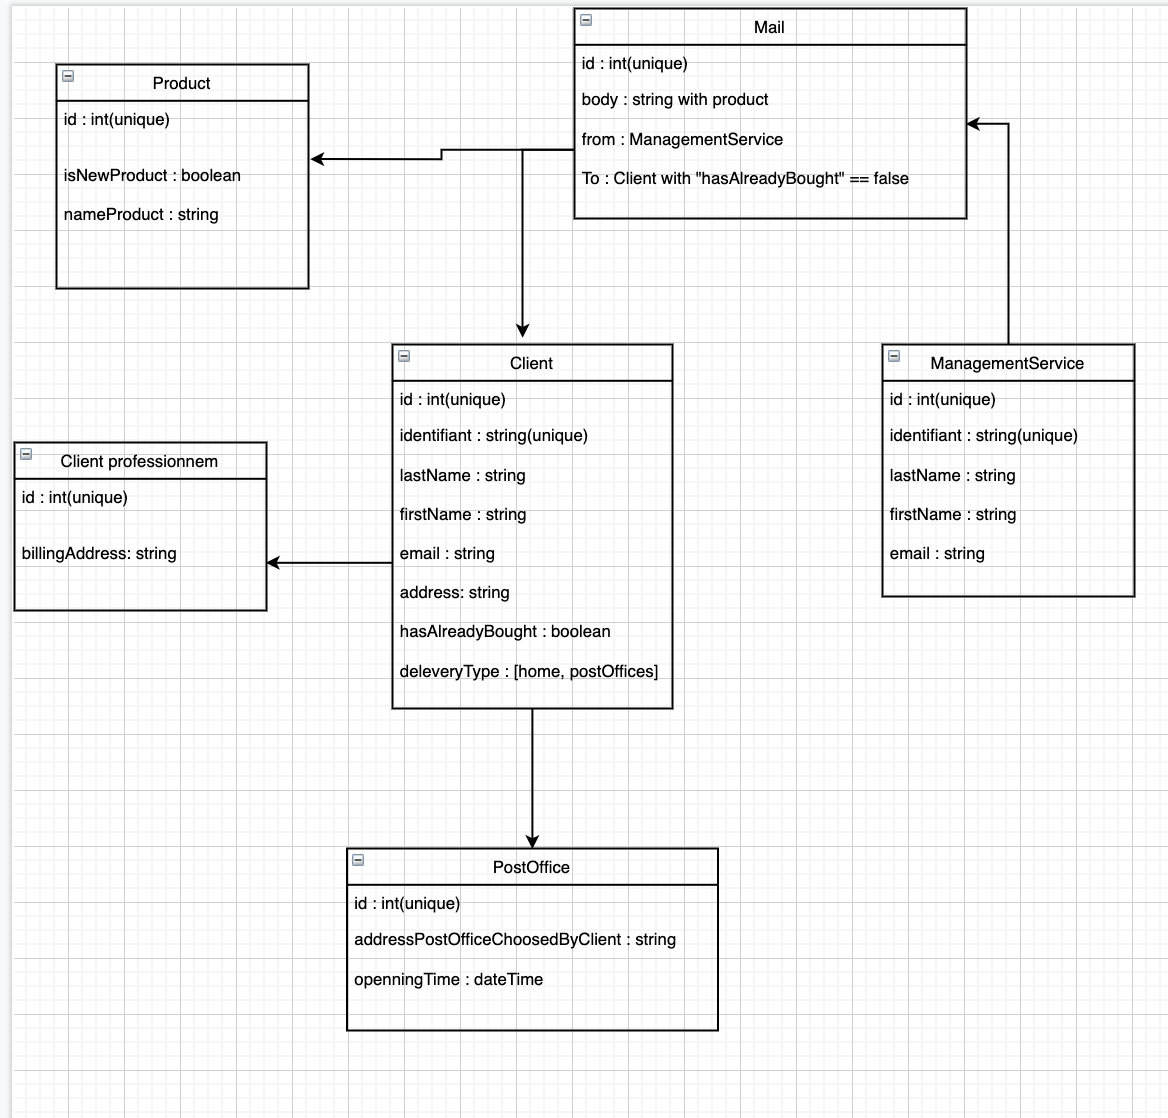 Mail
id : int(unique)
body : string with product
from : ManagementService
To : Client with "hasAlreadyBought" == false
Product
id : int(unique)
isNewProduct : boolean
nameProduct : string
Client
id : int(unique)
identifiant : string(unique)
lastName : string
firstName : string
email : string
address: string
hasAlreadyBought : boolean
deleveryType : [home, postOffices]
ManagementService
id : int(unique)
identifiant : string(unique)
lastName : string
firstName : string
email : string
Client professionnem
id : int(unique)
billingAddress: string
PostOffice
id : int(unique)
addressPostOfficeChoosedByClient : string
openningTime : dateTime